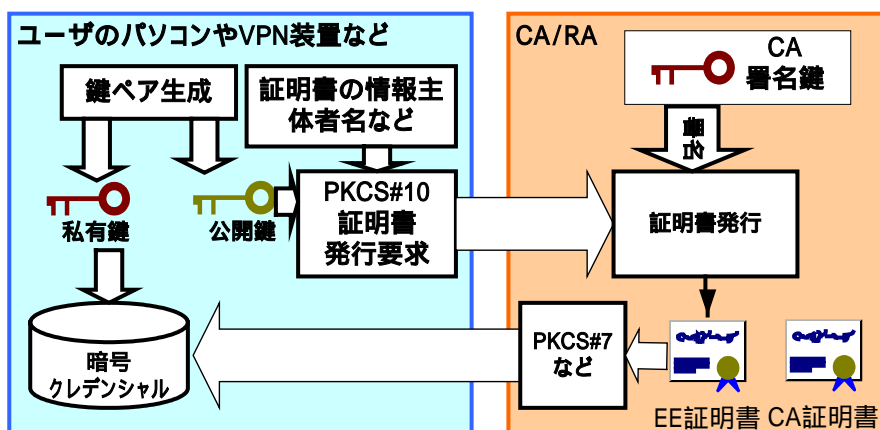 ユーザのパソコンやVPN装置など
鍵ペア生成
証明書の情報主
体者名など
私有鍵
公開鍵
PKCS#10
証明書
発行要求
暗号
クレデンシャル
CA/RA
CA
署名鍵
署名
証明書発行
PKCS#7
など
EE証明書
CA証明書